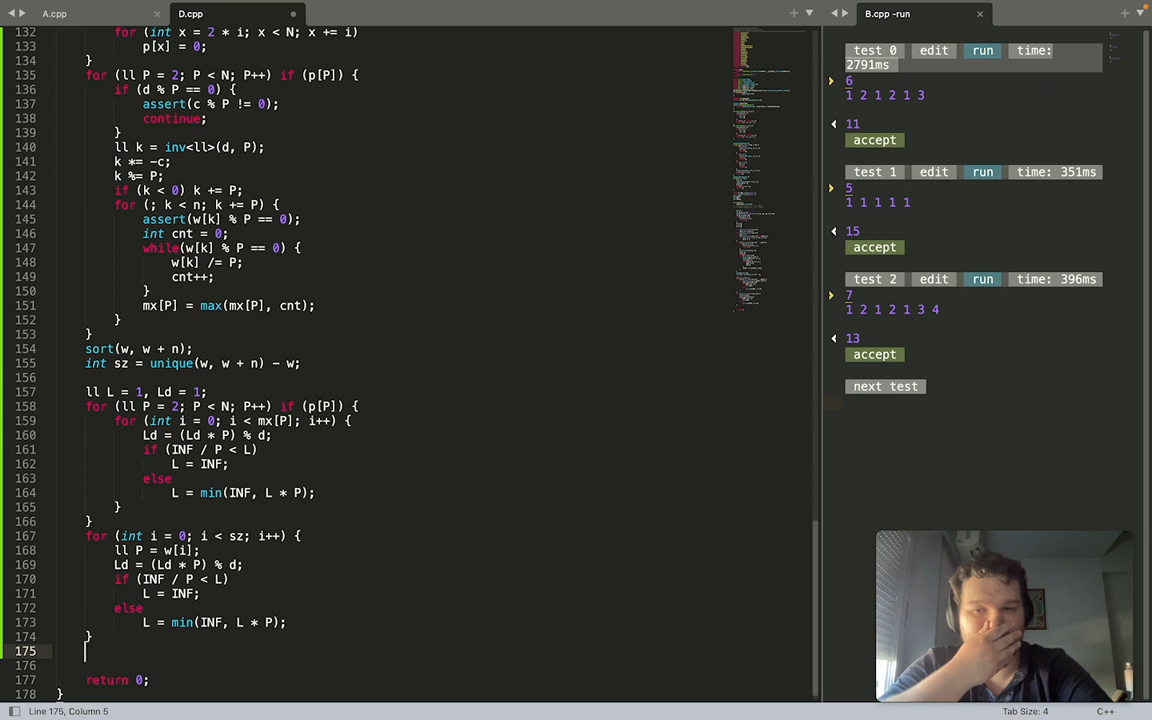 A.cpp
D.cpp
B.cpp -run
132 for (int x = 2 * i; x < N; x += i)
133 p[x] = 0;
134 }
135 for (ll P = 2; P < N; P++) if (p[P]) {
136 if (d % P == 0) {
137 assert(c % P != 0);
138 continue;
139 }
140 ll k = inv<ll>(d, P);
141 k *= -c;
142 k %= P;
143 if (k < 0) k += P;
144 for (; k < n; k += P) {
145 assert(w[k] % P == 0);
146 int cnt = 0;
147 while(w[k] % P == 0) {
148 w[k] /= P;
149 cnt++;
150 }
151 mx[P] = max(mx[P], cnt);
152 }
153 }
154 sort(w, w + n);
155 int sz = unique(w, w + n) - w;
156
157 ll L = 1, Ld = 1;
158 for (ll P = 2; P < N; P++) if (p[P]) {
159 for (int i = 0; i < mx[P]; i++) {
160 Ld = (Ld * P) % d;
161 if (INF / P < L)
162 L = INF;
163 else
164 L = min(INF, L * P);
165 }
166 }
167 for (int i = 0; i < sz; i++) {
168 ll P = w[i];
169 Ld = (Ld * P) % d;
170 if (INF / P < L)
171 L = INF;
172 else
173 L = min(INF, L * P);
174 }
175
176
177 return 0;
178 }
test 0 edit run time:
2791ms
6
1 2 1 2 1 3
11
accept
test 1 edit run time: 351ms
5
1 1 1 1 1
15
accept
test 2 edit run time: 396ms
7
1 2 1 2 1 3 4
13
accept
next test
Line 175, Column 5
Tab Size: 4
C++